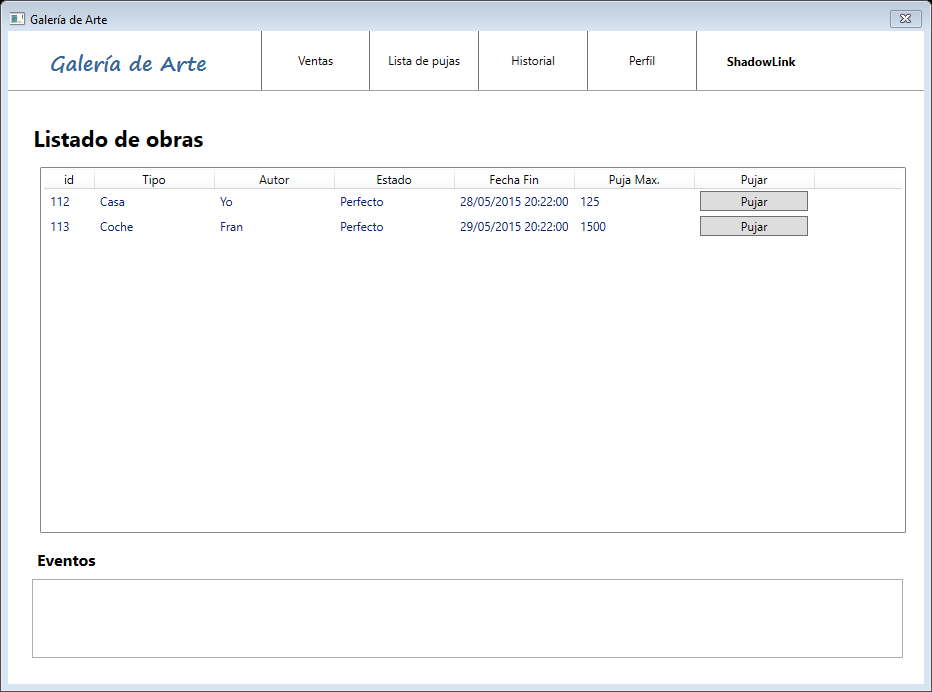 Galería de Arte
Galería de Arte Ventas Lista de pujas Historial Perfil ShadowLink
Listado de obras
id Tipo Autor Estado Fecha Fin Puja Max. Pujar
112 Casa Yo Perfecto 28/05/2015 20:22:00 125 Pujar
113 Coche Fran Perfecto 29/05/2015 20:22:00 1500 Pujar
Eventos